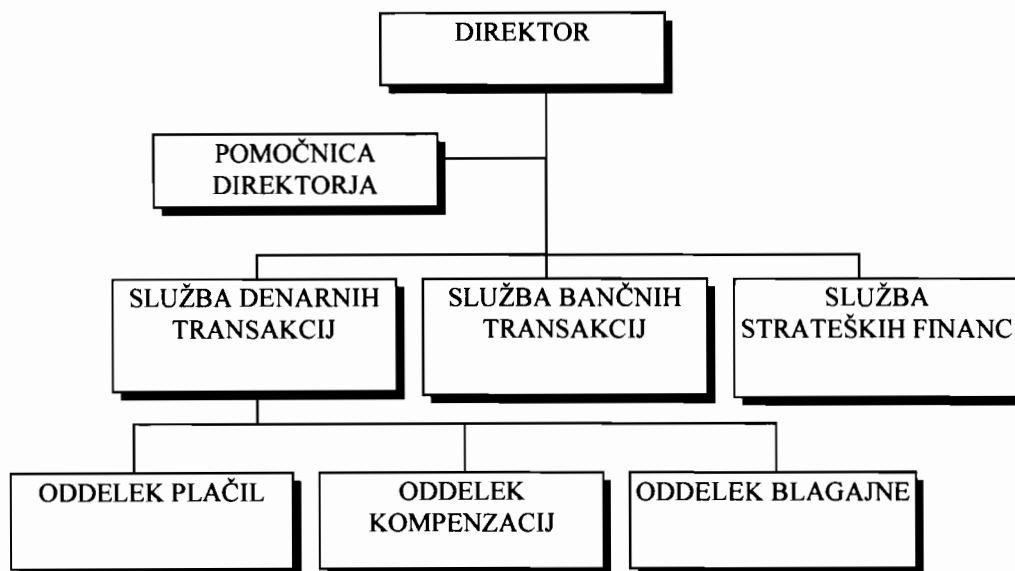 DIREKTOR
POMOČNICA
DIREKTORJA
SLUŽBA DENARNIH
TRANSAKCIJ
SLUŽBA BANČNIH
TRANSAKCIJ
SLUŽBA
STRATEŠKIH FINANC
ODDELEK PLAČIL
ODDELEK
KOMPENZACIJ
ODDELEK BLAGAJNE